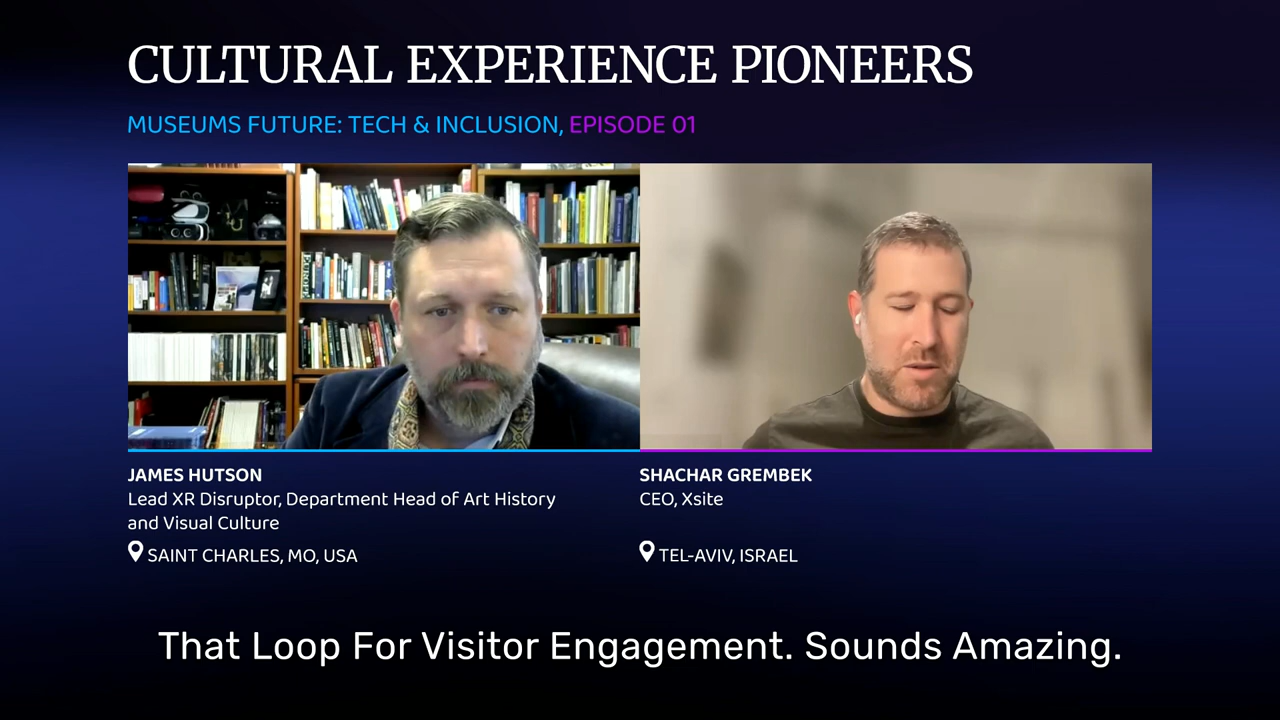 CULTURAL EXPERIENCE PIONEERS
MUSEUMS FUTURE: TECH & INCLUSION, EPISODE 01
JAMES HUTSON
Lead XR Disruptor, Department Head of Art History
and Visual Culture
SAINT CHARLES, MO, USA
SHACHAR GREMBEK
CEO, Xsite
TEL-AVIV, ISRAEL
That Loop For Visitor Engagement. Sounds Amazing.